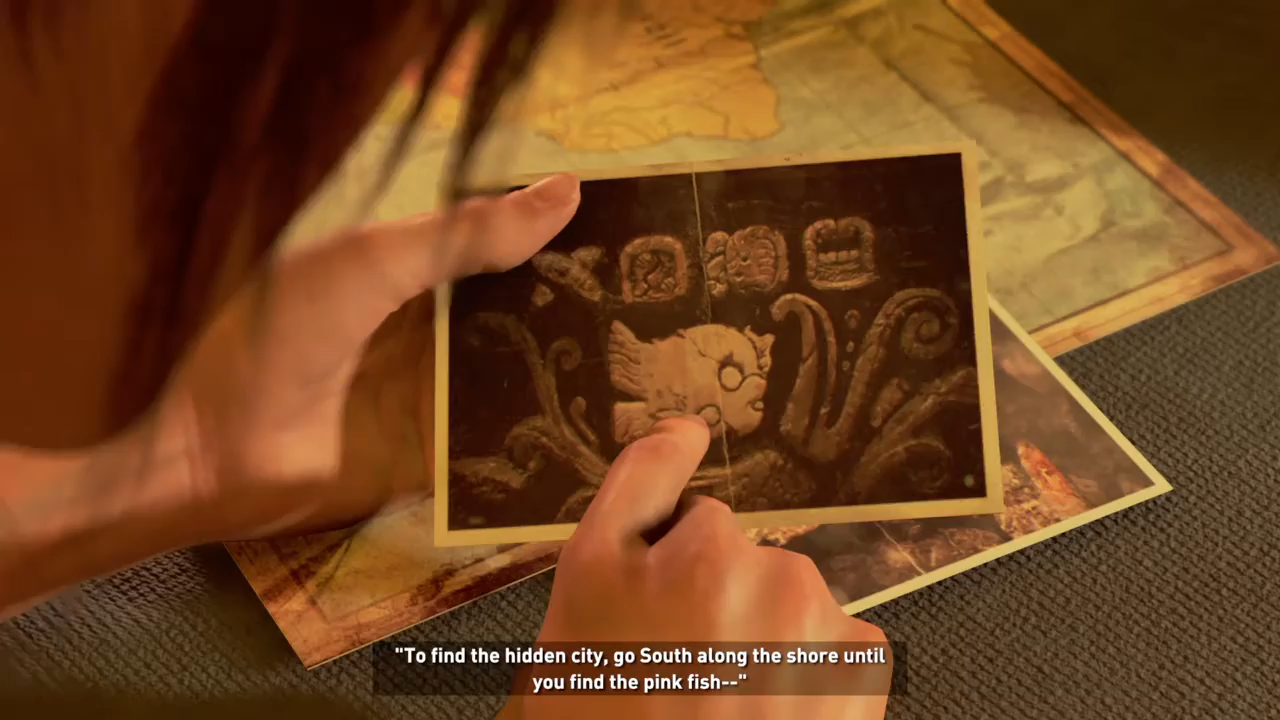 "To find the hidden city, go South along the shore until
you find the pink fish--"